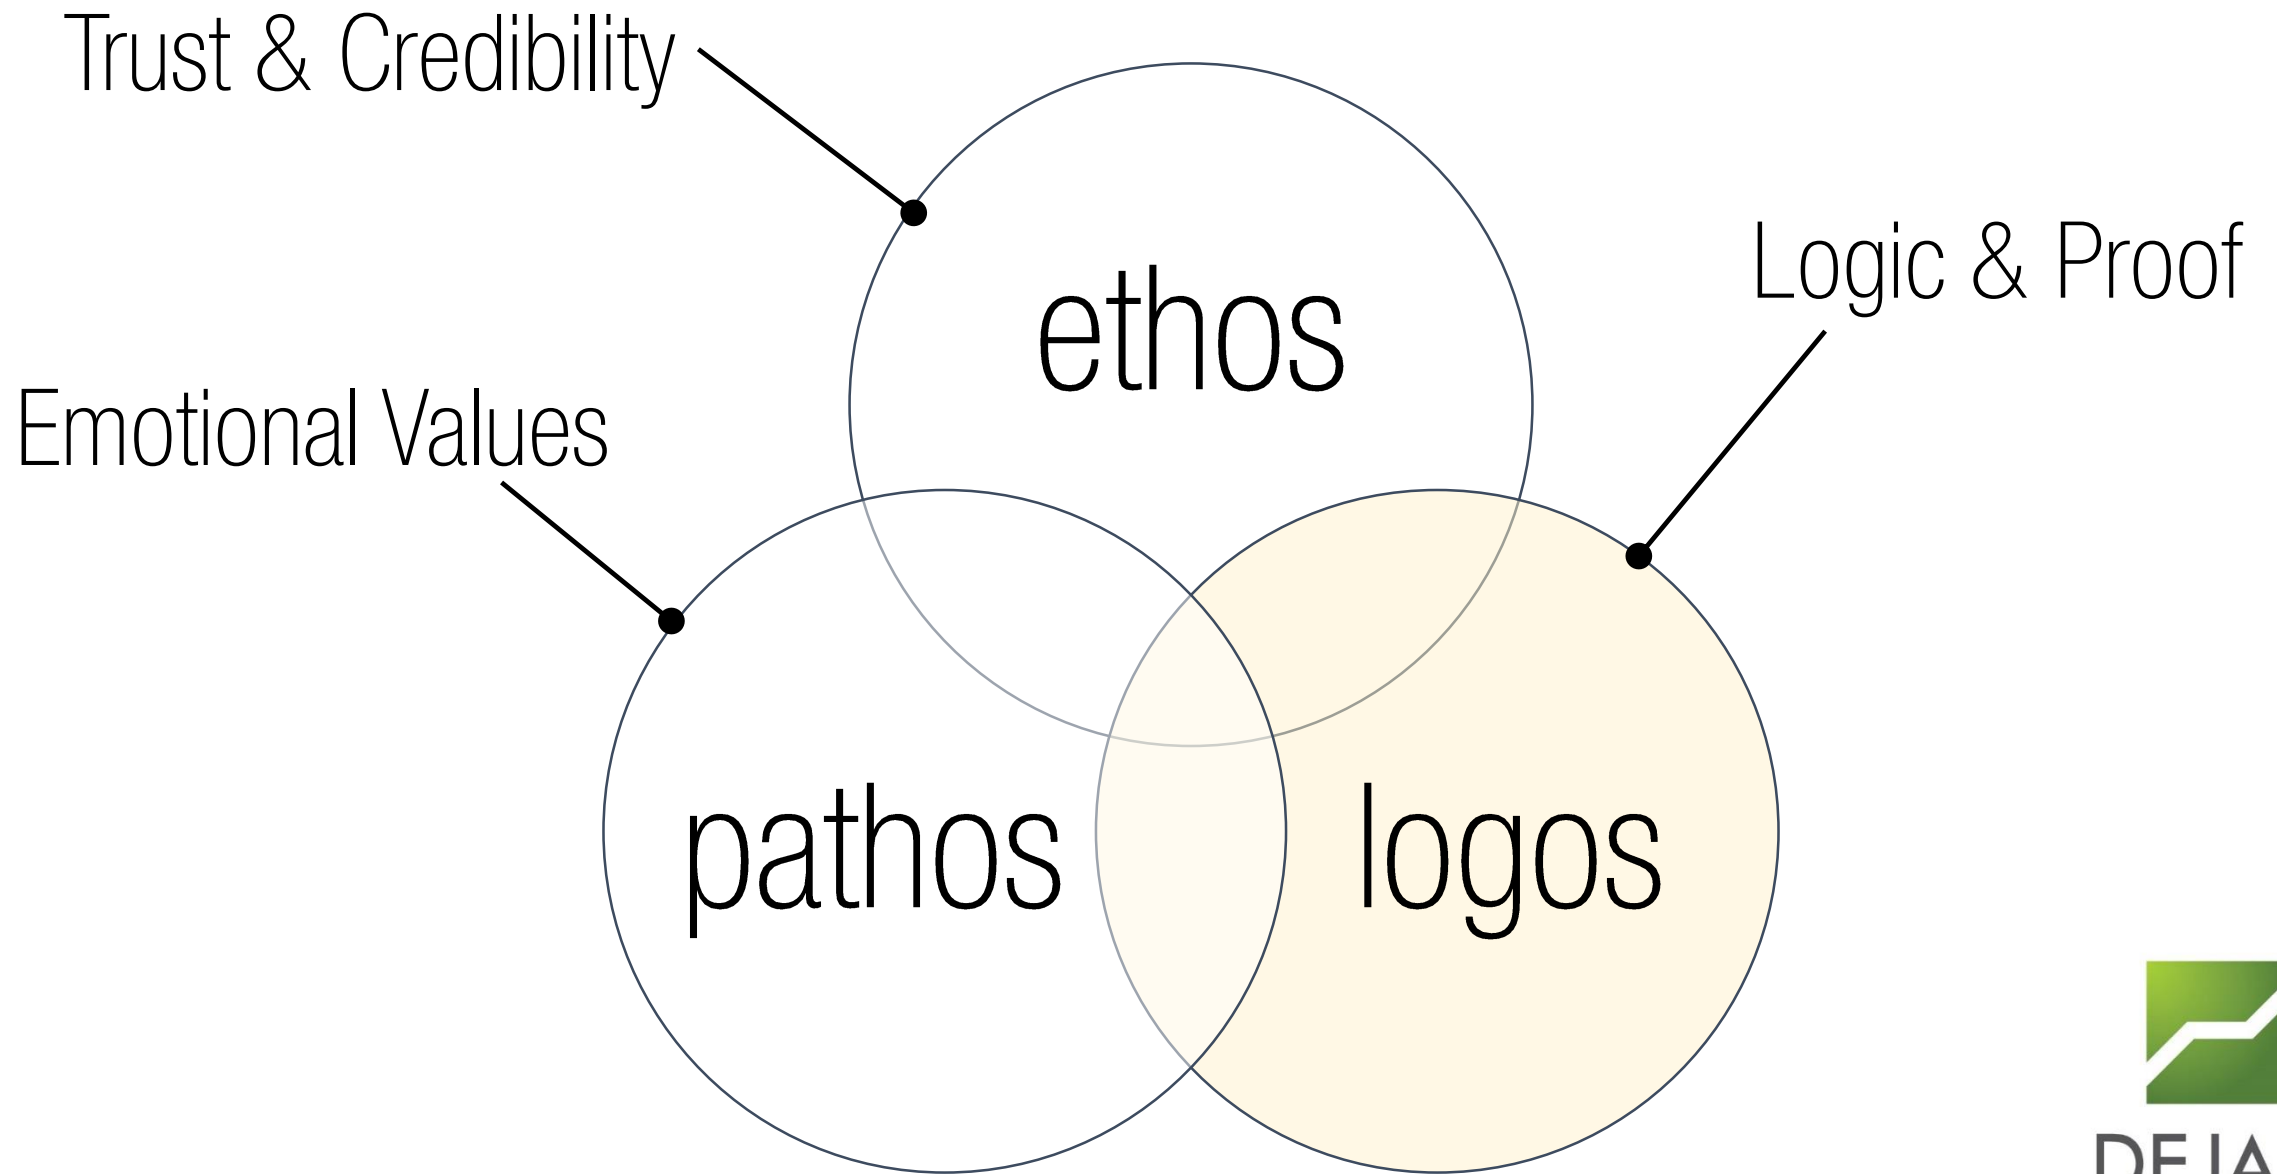 Trust & Credibility
Logic & Proof
ethos
Emotional Values
pathos
logos